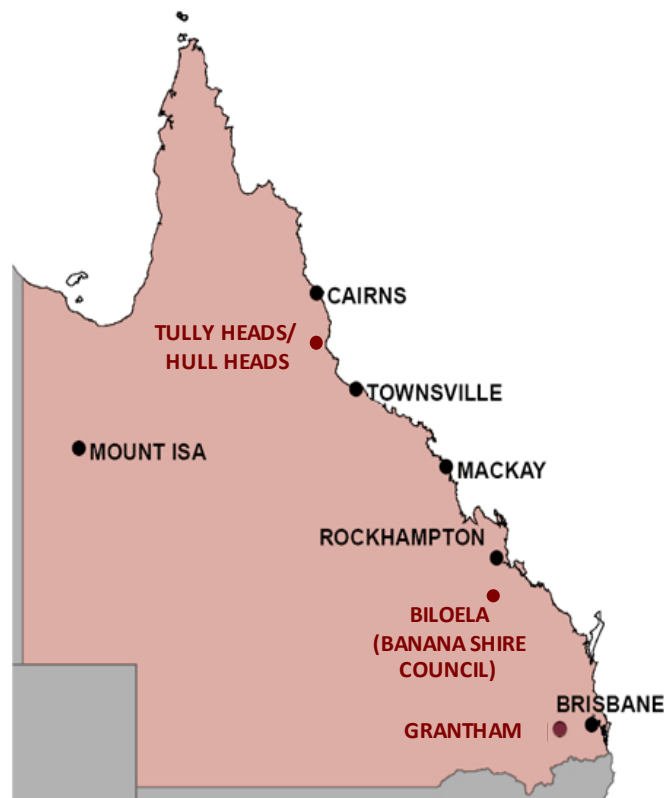 CAIRNS
TULLY HEADS/
HULL HEADS
TOWNSVILLE
MOUNT ISA
MACKAY
ROCKHAMPTON
BILOELA
(BANANA SHIRE
COUNCIL)
BRISBANE
GRANTHAM